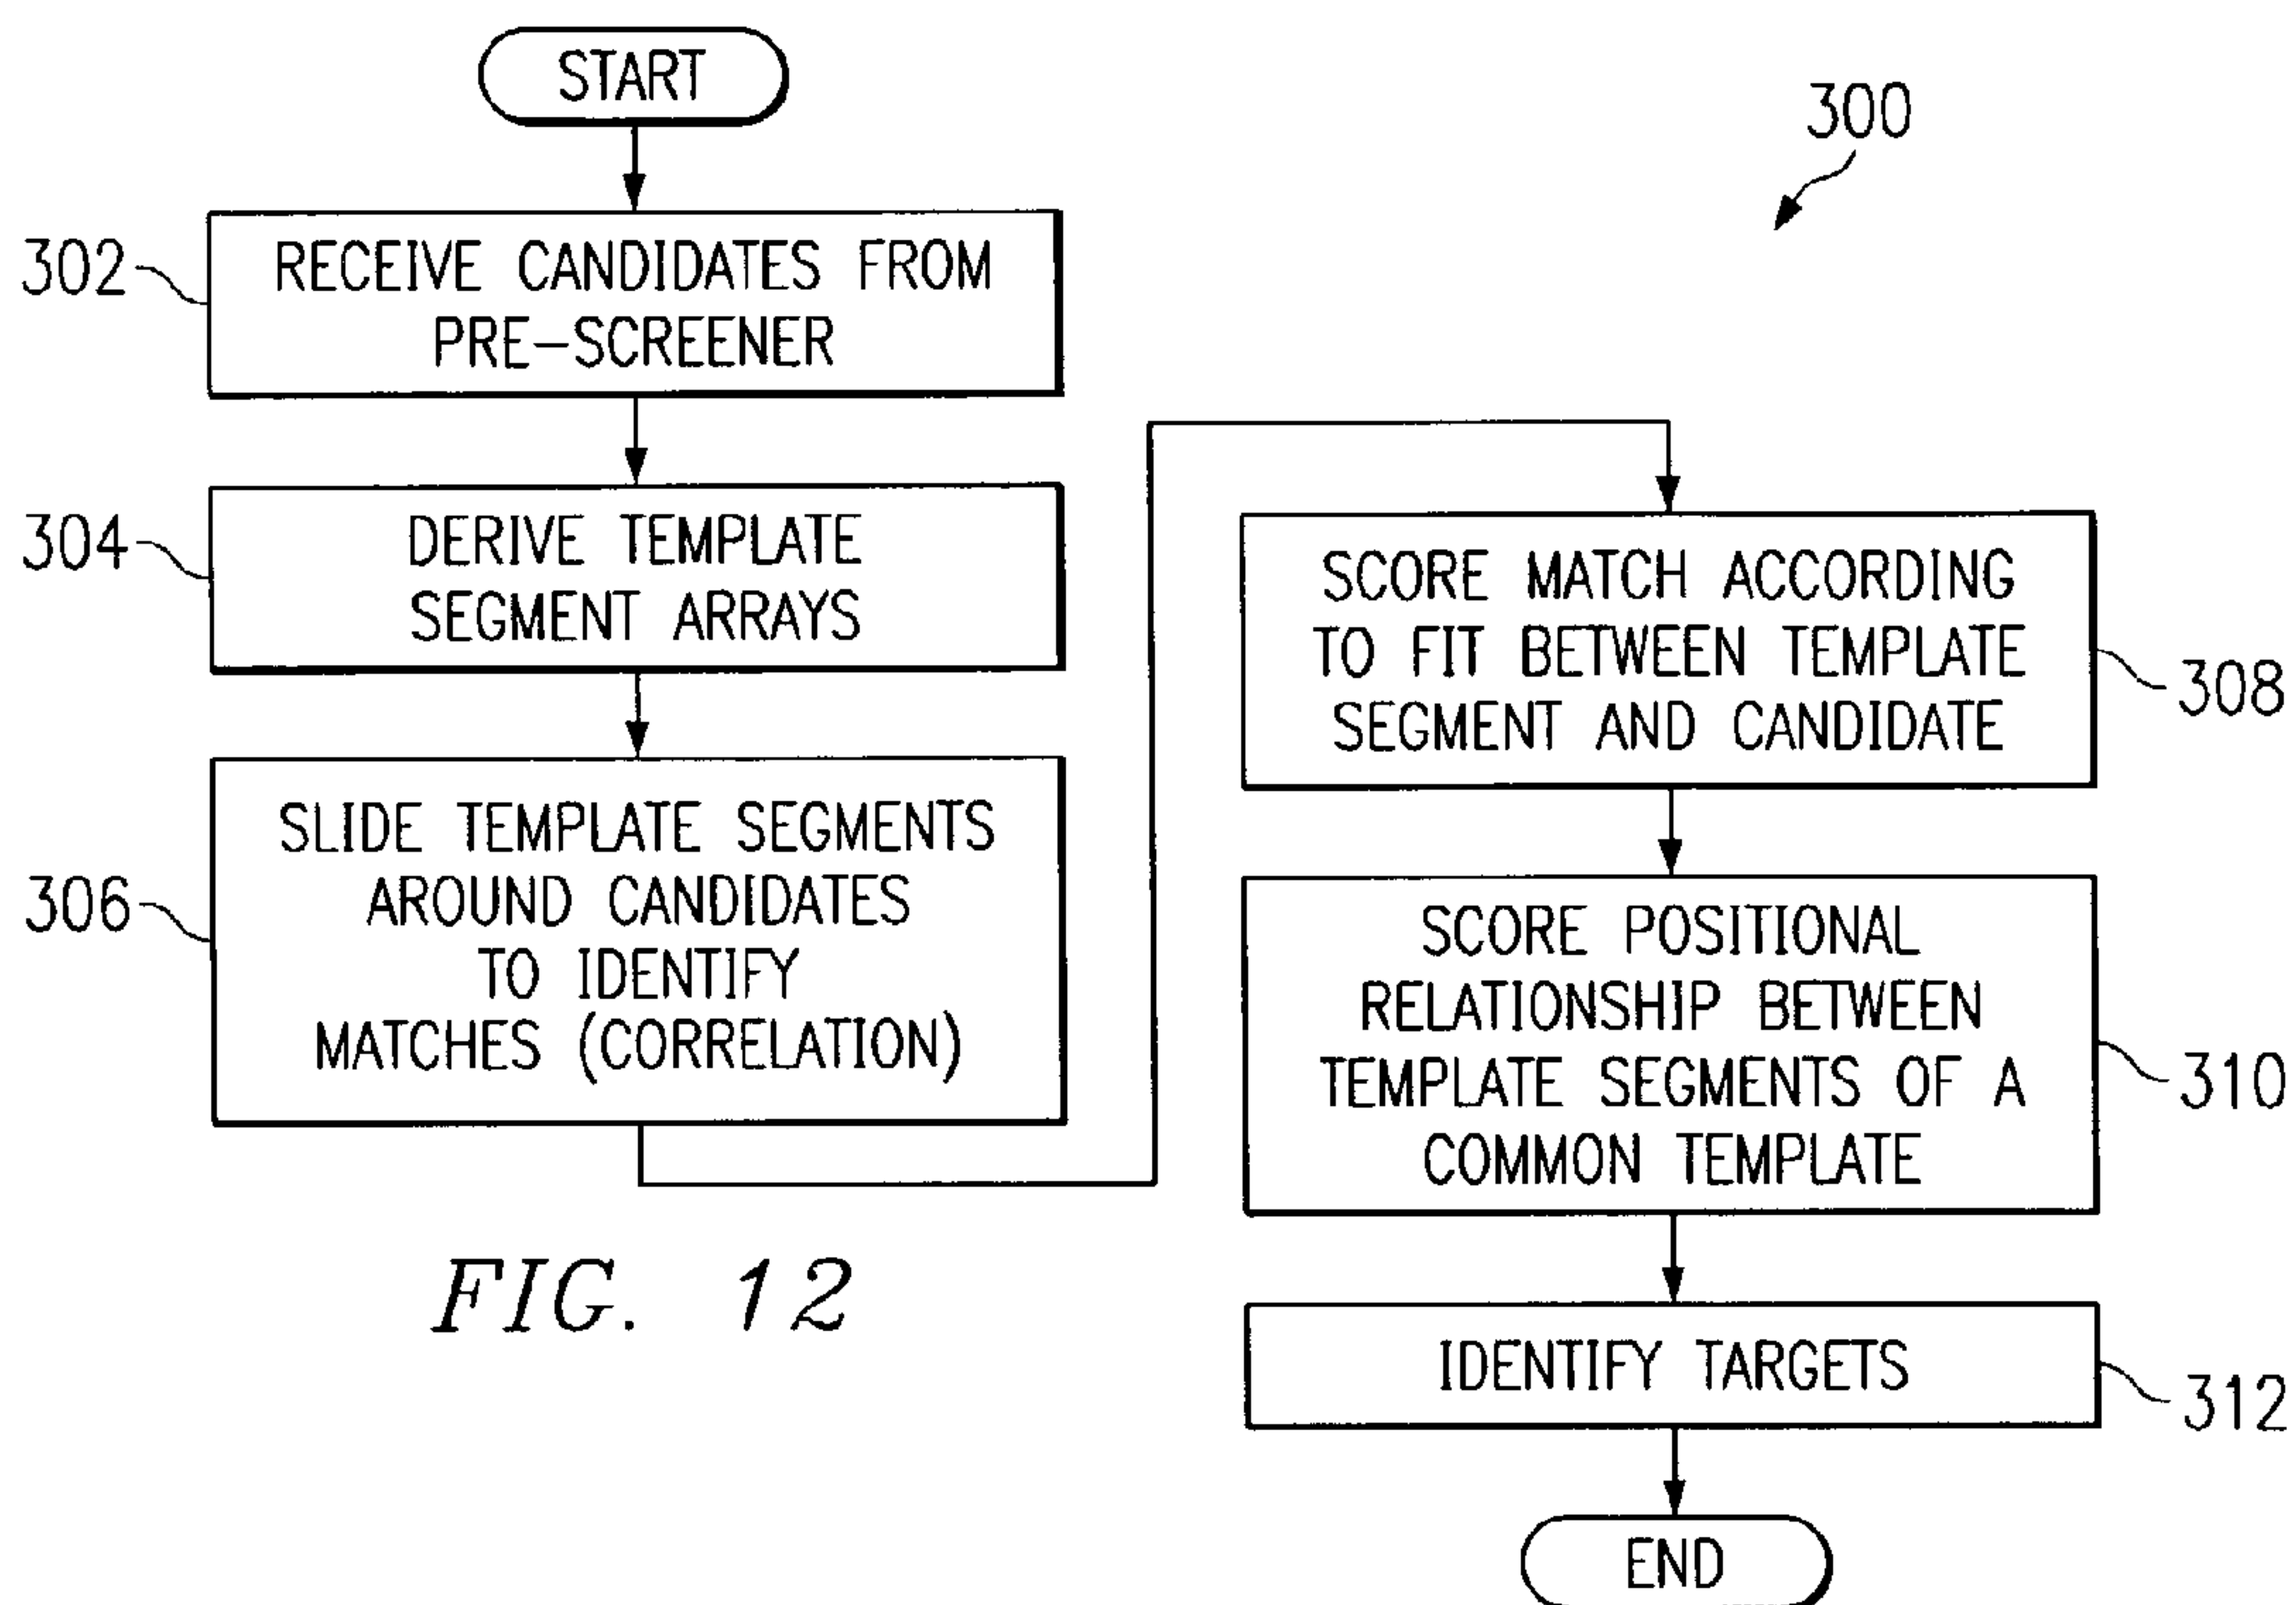 START
300
302
RECEIVE CANDIDATES FROM
PRE-SCREENER
304
DERIVE TEMPLATE
SEGMENT ARRAYS
306
SLIDE TEMPLATE SEGMENTS
AROUND CANDIDATES
TO IDENTIFY
MATCHES (CORRELATION)
SCORE MATCH ACCORDING
TO FIT BETWEEN TEMPLATE
SEGMENT AND CANDIDATE
308
SCORE POSITIONAL
RELATIONSHIP BETWEEN
TEMPLATE SEGMENTS OF A
COMMON TEMPLATE
310
IDENTIFY TARGETS
312
END
FIG. 12